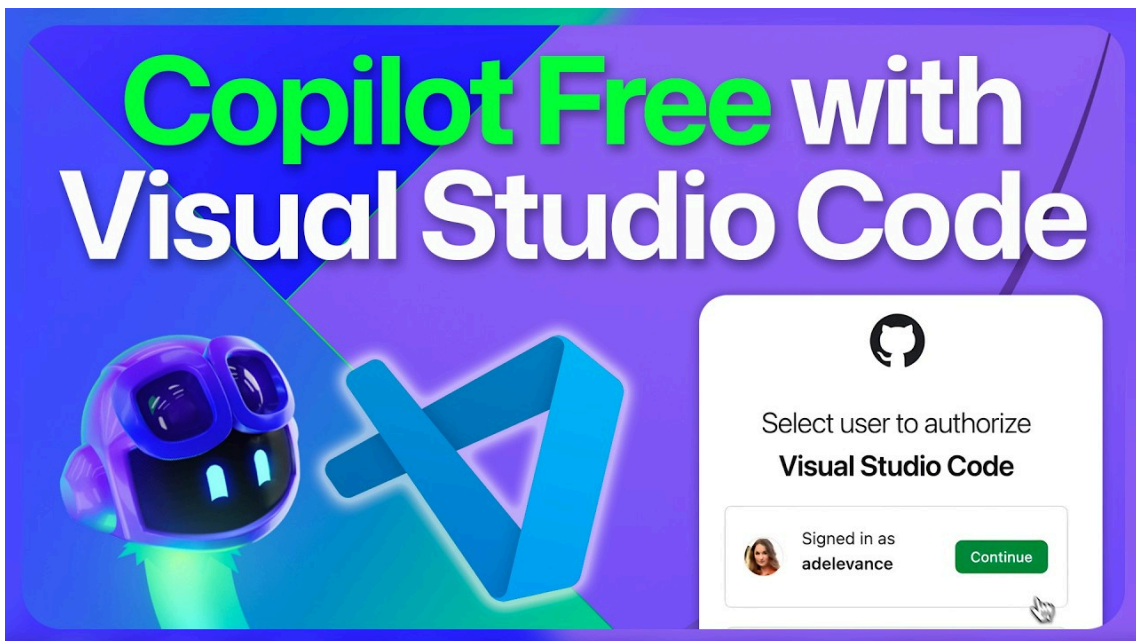 Copilot Free with
Visual Studio Code
Select user to authorize
Visual Studio Code
Signed in as
adelevance
Continue